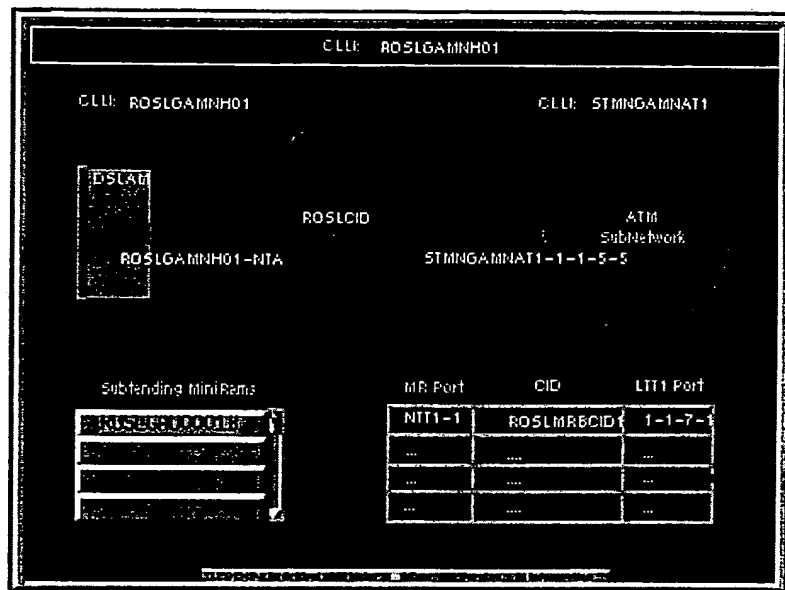 CLLI: ROSLGAMNH01
CLLI: ROSLGAMNH01 CLLI: STMNGAMNAT1
DSLAM
ROSLCID
ATM
SubNetwork
ROSLGAMNH01-NTA STMNGAMNAT1-1-1-5-5
Subtending MiniRams
MR Port CID LTT1 Port
NTT1-1 ROSLMRBCID1 1-1-7-1
... .... ...
... .... ...
... .... ...